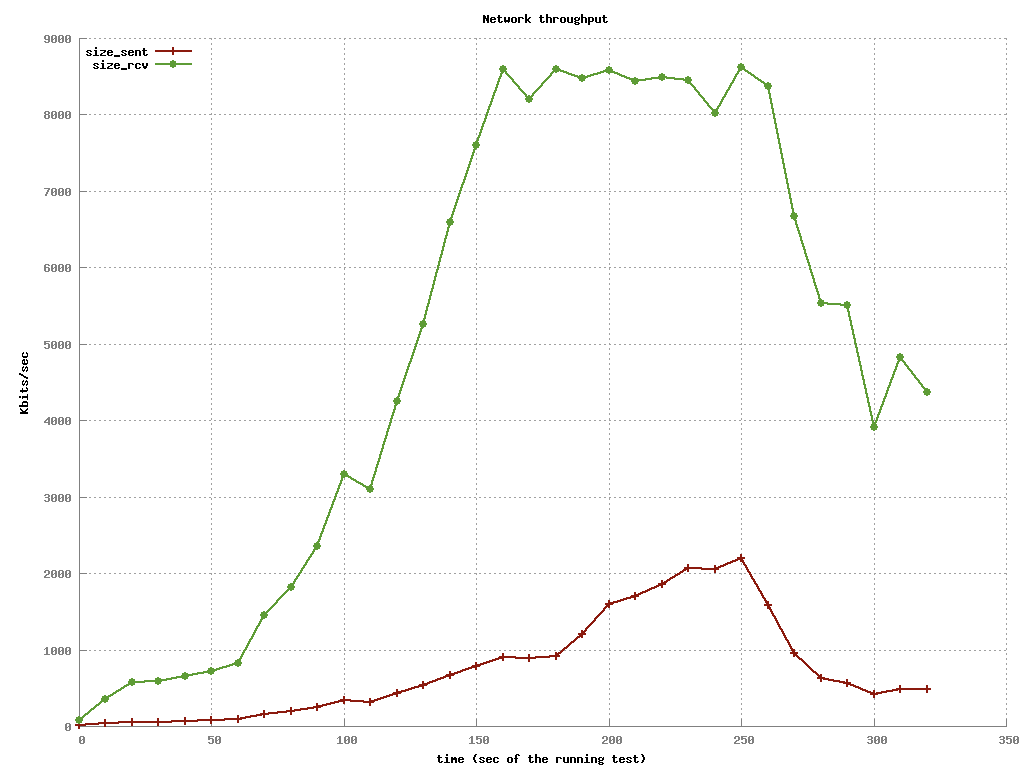 Network throughput
size_sent
size_rcv
9000
8000
7000
6000
5000
4000
3000
2000
1000
0
Kbits/sec
0 50 100 150 200 250 300 350
time (sec of the running test)